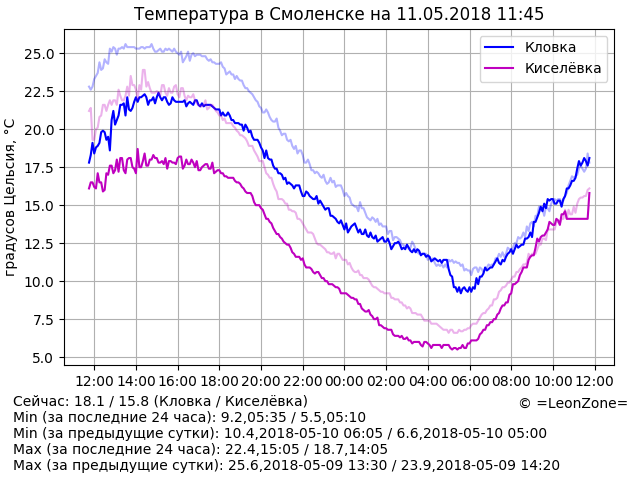 Температура в Смоленске на 11.05.2018 11:45
градусов Цельсия, °C
25.0
22.5
20.0
17.5
15.0
12.5
10.0
7.5
5.0
Кловка
Киселёвка
12:00 14:00 16:00 18:00 20:00 22:00 00:00 02:00 04:00 06:00 08:00 10:00 12:00
Сейчас: 18.1 / 15.8 (Кловка / Киселёвка)
© =LeonZone=
Min (за последние 24 часа): 9.2,05:35 / 5.5,05:10
Min (за предыдущие сутки): 10.4,2018-05-10 06:05 / 6.6,2018-05-10 05:00
Max (за последние 24 часа): 22.4,15:05 / 18.7,14:05
Max (за предыдущие сутки): 25.6,2018-05-09 13:30 / 23.9,2018-05-09 14:20